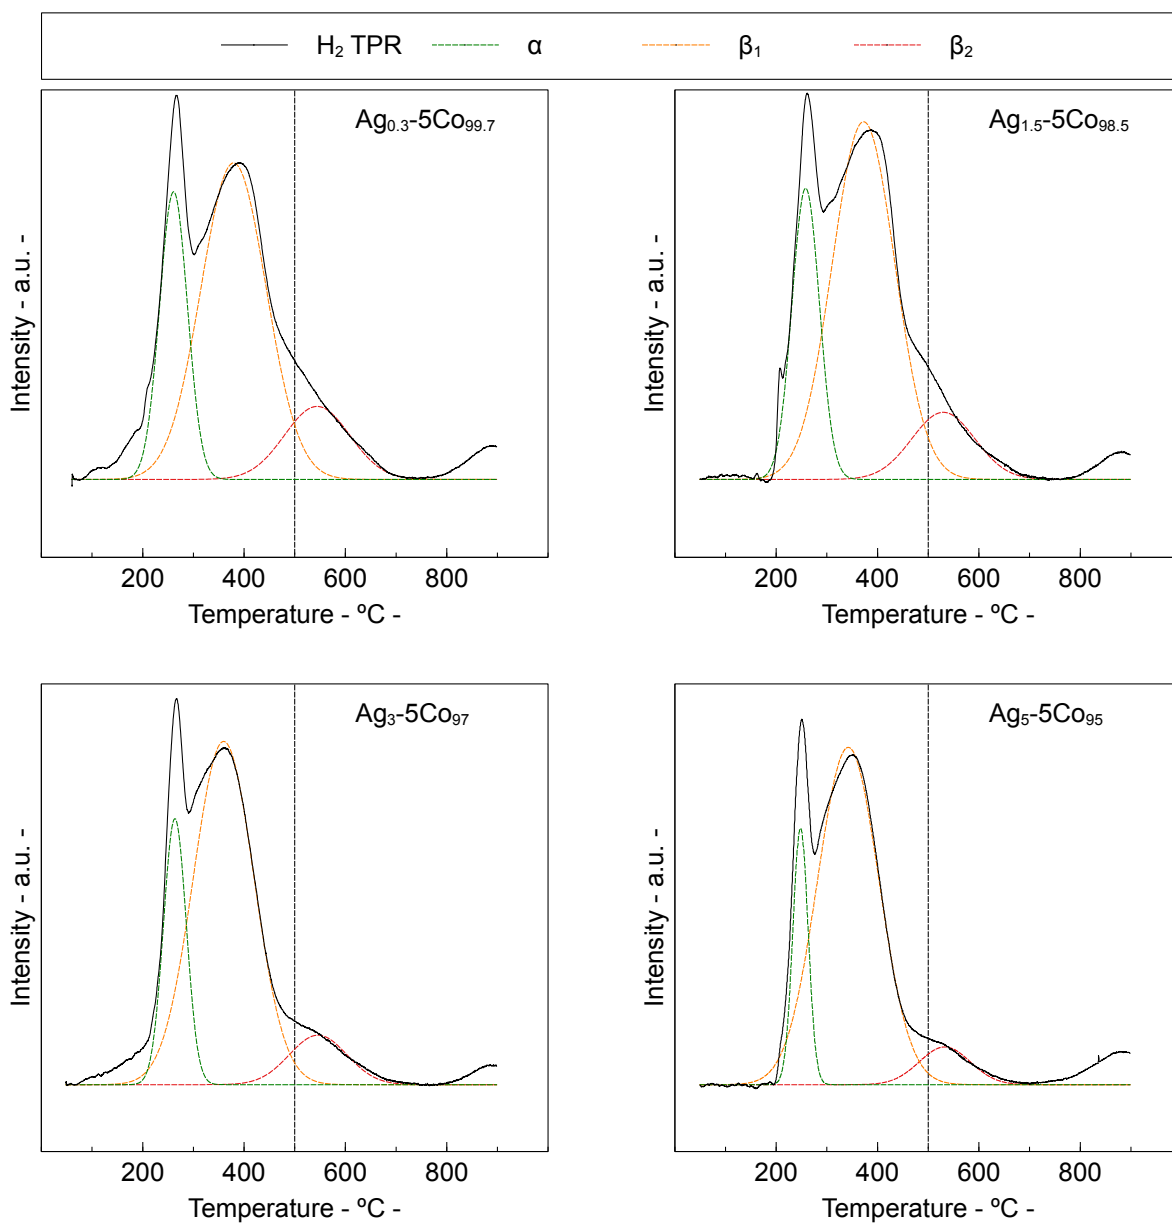 H₂ TPR α β₁ β₂
Ag₀.₃-5Co₉₉.₇
Intensity - a.u. -
200 400 600 800
Temperature - ºC -
Ag₁.₅-5Co₉₈.₅
Intensity - a.u. -
200 400 600 800
Temperature - ºC -
Ag₃-5Co₉₇
Intensity - a.u. -
200 400 600 800
Temperature - ºC -
Ag₅-5Co₉₅
Intensity - a.u. -
200 400 600 800
Temperature - ºC -